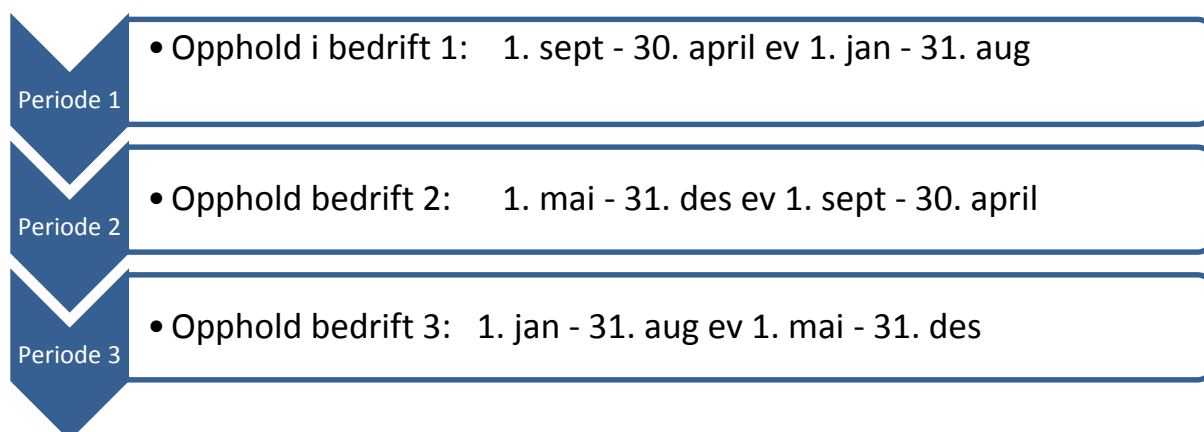 Periode 1
• Opphold i bedrift 1: 1. sept - 30. april ev 1. jan - 31. aug
Periode 2
• Opphold bedrift 2: 1. mai - 31. des ev 1. sept - 30. april
Periode 3
• Opphold bedrift 3: 1. jan - 31. aug ev 1. mai - 31. des